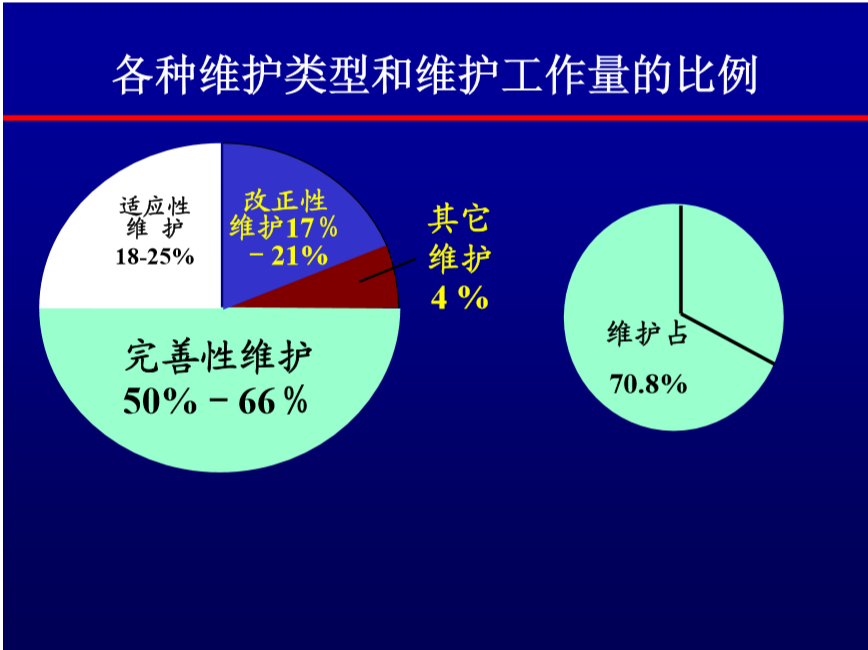 各种维护类型和维护工作量的比例
适应性
维 护
18-25%
改正性
维护17%
－21%
其它
维护
4 %
完善性维护
50%－66%
维护占
70.8%